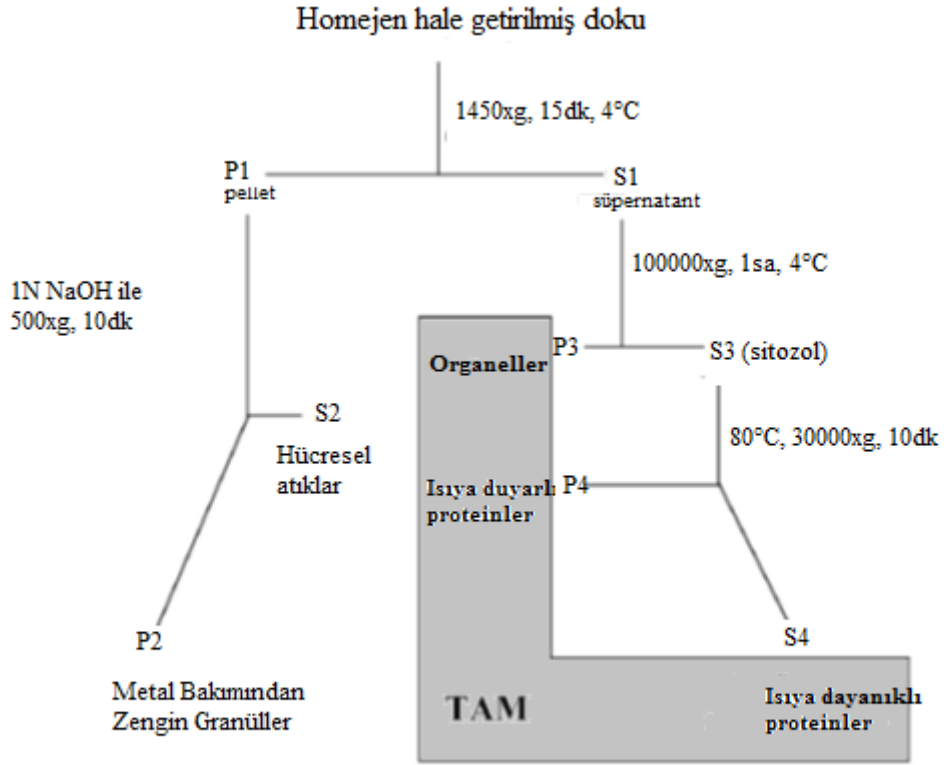 Homejen hale getirilmiş doku
1450xg, 15dk, 4°C
P1
pellet
S1
süpernatant
1N NaOH ile
500xg, 10dk
100000xg, 1sa, 4°C
Organeller
P3
S3 (sitozol)
S2
Hücresel
atıklar
80°C, 30000xg, 10dk
Isıya duyarlı
proteinler
P4
P2
S4
Metal Bakımından
Zengin Granüller
TAM
Isıya dayanıklı
proteinler